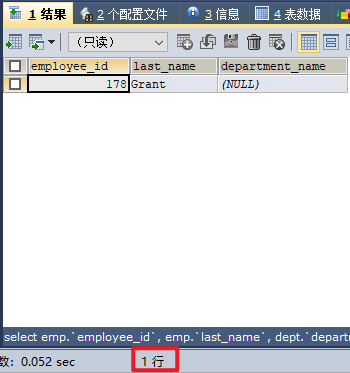 1 结果 2 个配置文件 3 信息 4 表数据
（只读）
employee_id last_name department_name
178 Grant (NULL)
select emp.`employee_id`, emp.`last_name`, dept.`depart
数: 0.052 sec 1 行